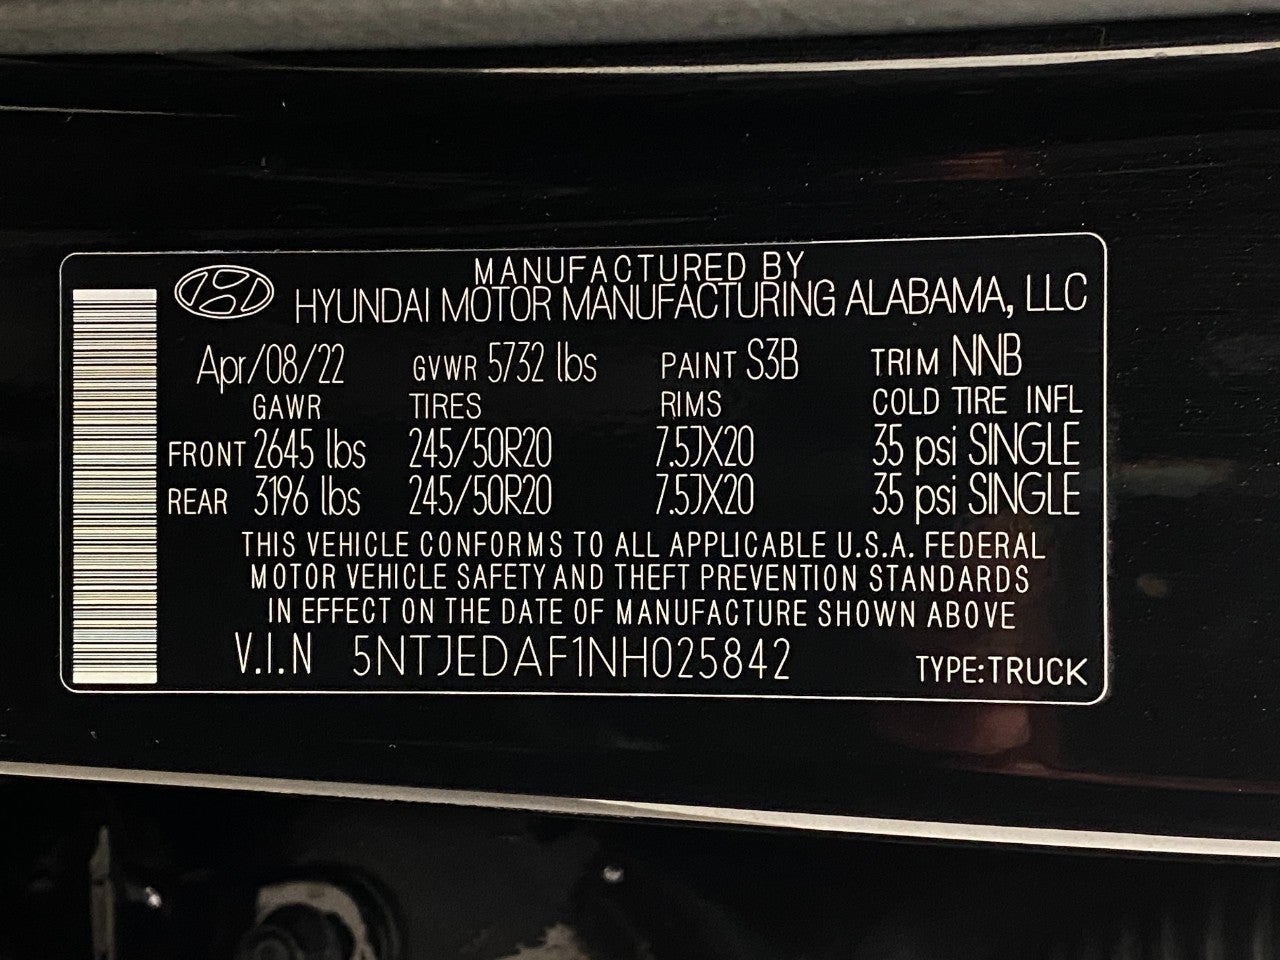 MANUFACTURED BY
HYUNDAI MOTOR MANUFACTURING ALABAMA, LLC
Apr/08/22 GVWR 5732 lbs PAINT S3B TRIM NNB
GAWR TIRES RIMS COLD TIRE INFL
FRONT 2645 lbs 245/50R20 7.5JX20 35 psi SINGLE
REAR 3196 lbs 245/50R20 7.5JX20 35 psi SINGLE
THIS VEHICLE CONFORMS TO ALL APPLICABLE U.S.A. FEDERAL
MOTOR VEHICLE SAFETY AND THEFT PREVENTION STANDARDS
IN EFFECT ON THE DATE OF MANUFACTURE SHOWN ABOVE
V.I.N 5NTJEDAF1NH025842 TYPE:TRUCK